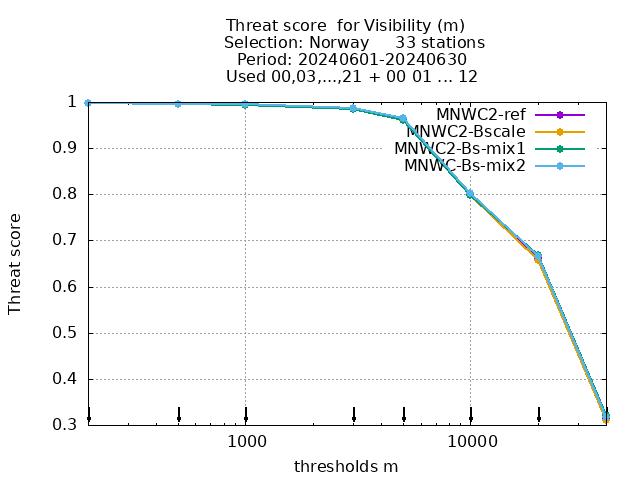 Threat score  for Visibility (m)
Selection: Norway     33 stations
Period: 20240601-20240630
Used 00,03,...,21 + 00 01 ... 12
MNWC2-ref
MNWC2-Bscale
MNWC2-Bs-mix1
MNWC-Bs-mix2
1
0.9
0.8
0.7
0.6
0.5
0.4
0.3
Threat score
1000 10000
thresholds m